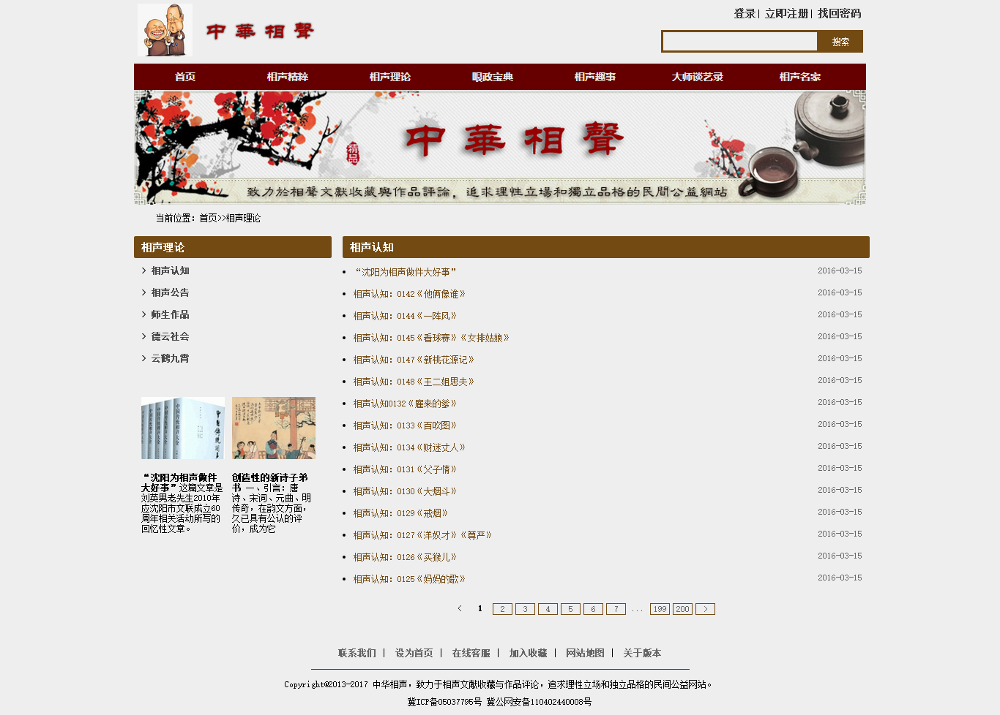 中華相聲
登录| 立即注册| 找回密码
搜索
首页 相声精粹 相声理论 哏政宝典 相声趣事 大师谈艺录 相声名家
中華相聲
精品
致力於相聲文獻收藏與作品評論，追求理性立場和獨立品格的民間公益網站
当前位置：首页>>相声理论
相声理论
> 相声认知
> 相声公告
> 师生作品
> 德云社会
> 云鹤九霄
“沈阳为相声做件
大好事”这篇文章是
刘英男老先生2010年
应沈阳市文联成立60
周年相关活动所写的
回忆性文章。
创造性的新诗子弟
书 一、引言：唐
诗、宋词、元曲、明
传奇，在韵文方面，
久已具有公认的评
价，成为它
相声认知
“沈阳为相声做件大好事” 2016-03-15
相声认知：0142《他俩像谁》 2016-03-15
相声认知：0144《一阵风》 2016-03-15
相声认知：0145《看球赛》《女排姑娘》 2016-03-15
相声认知：0147《新桃花源记》 2016-03-15
相声认知：0148《王二姐思夫》 2016-03-15
相声认知0132《雇来的爹》 2016-03-15
相声认知：0133《百吹图》 2016-03-15
相声认知：0134《财迷丈人》 2016-03-15
相声认知：0131《父子情》 2016-03-15
相声认知：0130《大烟斗》 2016-03-15
相声认知：0129《戒烟》 2016-03-15
相声认知：0127《洋奴才》《尊严》 2016-03-15
相声认知：0126《买猴儿》 2016-03-15
相声认知：0125《妈妈的歌》 2016-03-15
< 1 2 3 4 5 6 7 ... 199 200 >
联系我们 | 设为首页 | 在线客服 | 加入收藏 | 网站地图 | 关于版本
Copyright@2013-2017 中华相声，致力于相声文献收藏与作品评论，追求理性立场和独立品格的民间公益网站。
冀ICP备05037795号 冀公网安备110402440008号